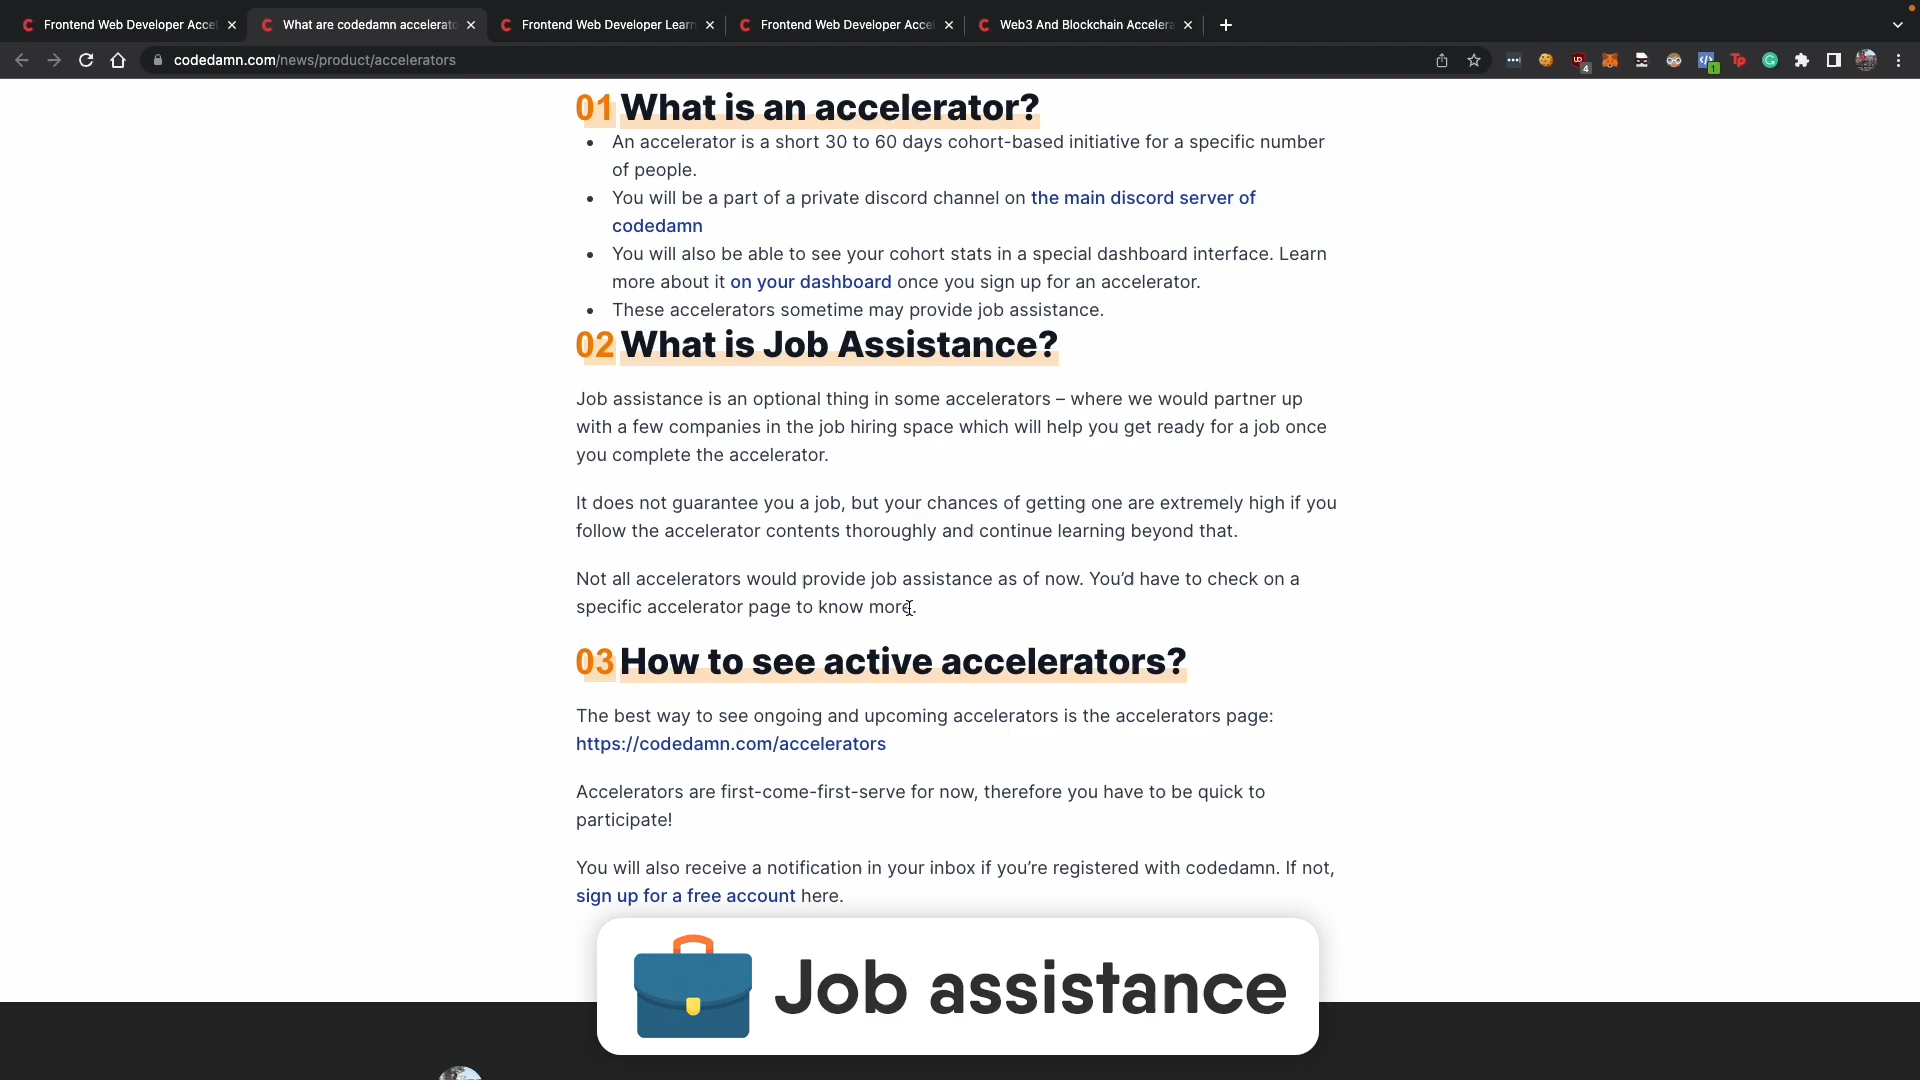 Frontend Web Developer Accel
What are codedamn accelerato
Frontend Web Developer Learn
Frontend Web Developer Accel
Web3 And Blockchain Accelera
codedamn.com/news/product/accelerators
01 What is an accelerator?
• An accelerator is a short 30 to 60 days cohort-based initiative for a specific number
of people.
• You will be a part of a private discord channel on the main discord server of
codedamn
• You will also be able to see your cohort stats in a special dashboard interface. Learn
more about it on your dashboard once you sign up for an accelerator.
• These accelerators sometime may provide job assistance.
02 What is Job Assistance?
Job assistance is an optional thing in some accelerators – where we would partner up
with a few companies in the job hiring space which will help you get ready for a job once
you complete the accelerator.
It does not guarantee you a job, but your chances of getting one are extremely high if you
follow the accelerator contents thoroughly and continue learning beyond that.
Not all accelerators would provide job assistance as of now. You’d have to check on a
specific accelerator page to know more.
03 How to see active accelerators?
The best way to see ongoing and upcoming accelerators is the accelerators page:
https://codedamn.com/accelerators
Accelerators are first-come-first-serve for now, therefore you have to be quick to
participate!
You will also receive a notification in your inbox if you’re registered with codedamn. If not,
sign up for a free account here.
Job assistance